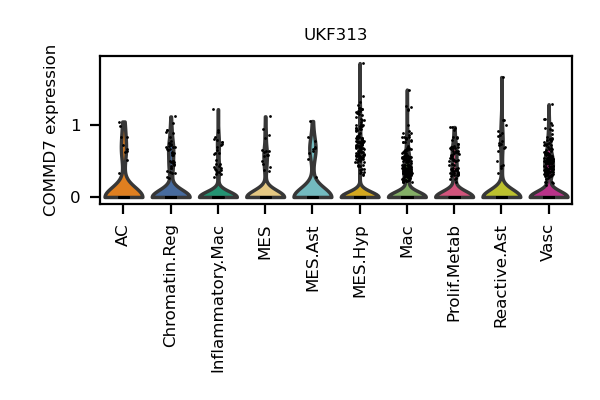 UKF313
COMMD7 expression
1
0
AC
Chromatin.Reg
Inflammatory.Mac
MES
MES.Ast
MES.Hyp
Mac
Prolif.Metab
Reactive.Ast
Vasc